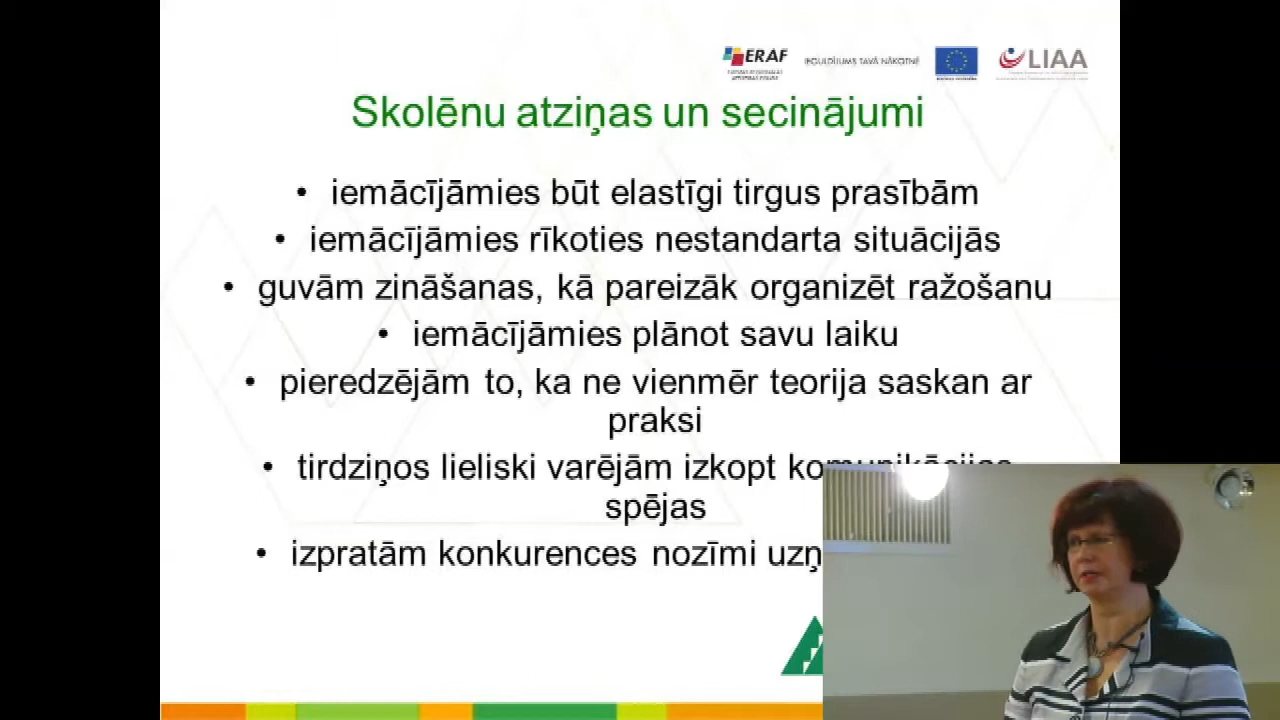 ERAF
IEGULDĪJUMS TAVĀ NĀKOTNĒ
LIAA
Skolēnu atziņas un secinājumi
• iemācījāmies būt elastīgi tirgus prasībām
• iemācījāmies rīkoties nestandarta situācijās
• guvām zināšanas, kā pareizāk organizēt ražošanu
• iemācījāmies plānot savu laiku
• pieredzējām to, ka ne vienmēr teorija saskan ar
praksi
• tirdziņos lieliski varējām izkopt komunikācijas
spējas
• izpratām konkurences nozīmi